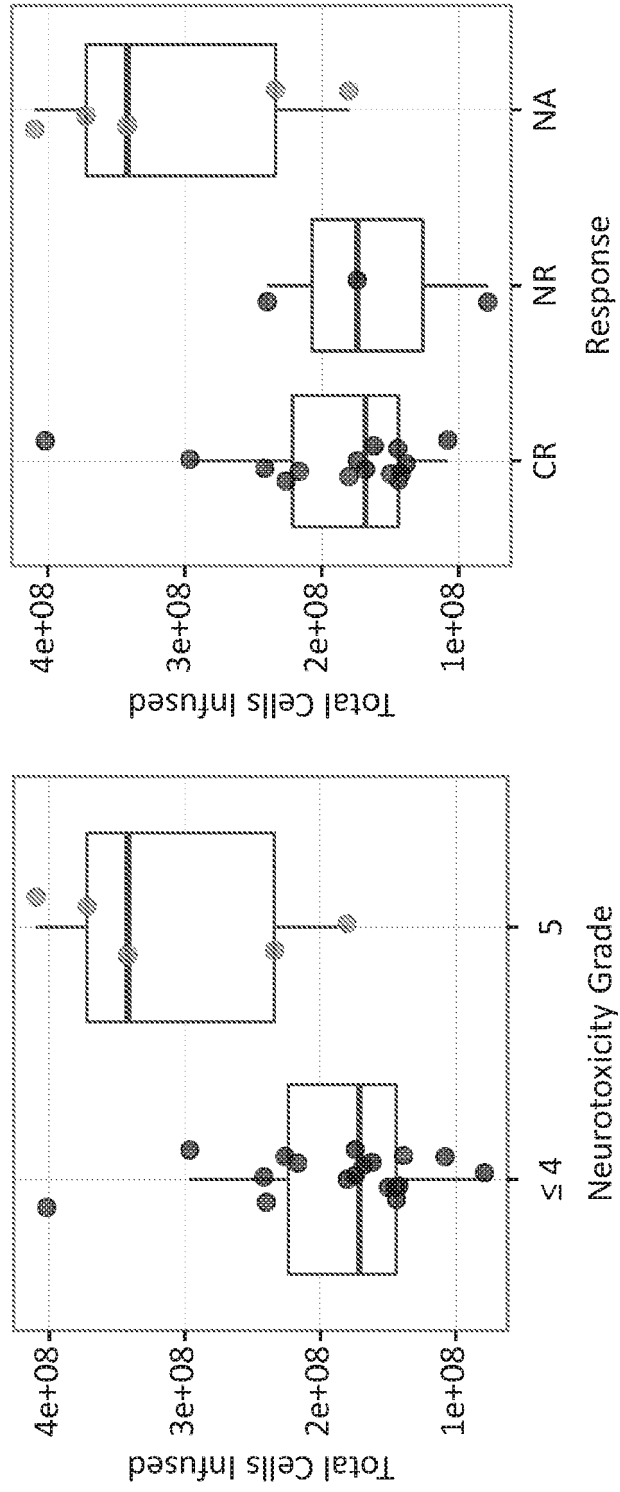 Total Cells Infused
4e+08
3e+08
2e+08
1e+08
≤ 4
5
Neurotoxicity Grade
Total Cells Infused
4e+08
3e+08
2e+08
1e+08
CR
NR
NA
Response